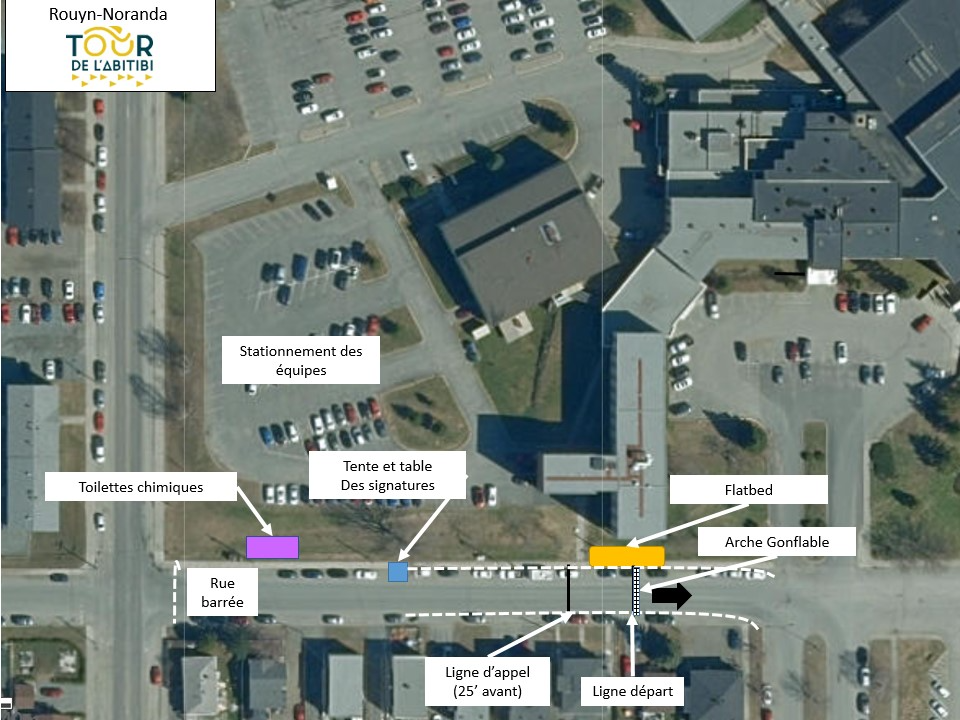 Rouyn-Noranda
TOUR
DE L'ABITIBI
Stationnement des
équipes
Tente et table
Des signatures
Toilettes chimiques
Flatbed
Arche Gonflable
Rue
barrée
Ligne d'appel
(25' avant)
Ligne départ